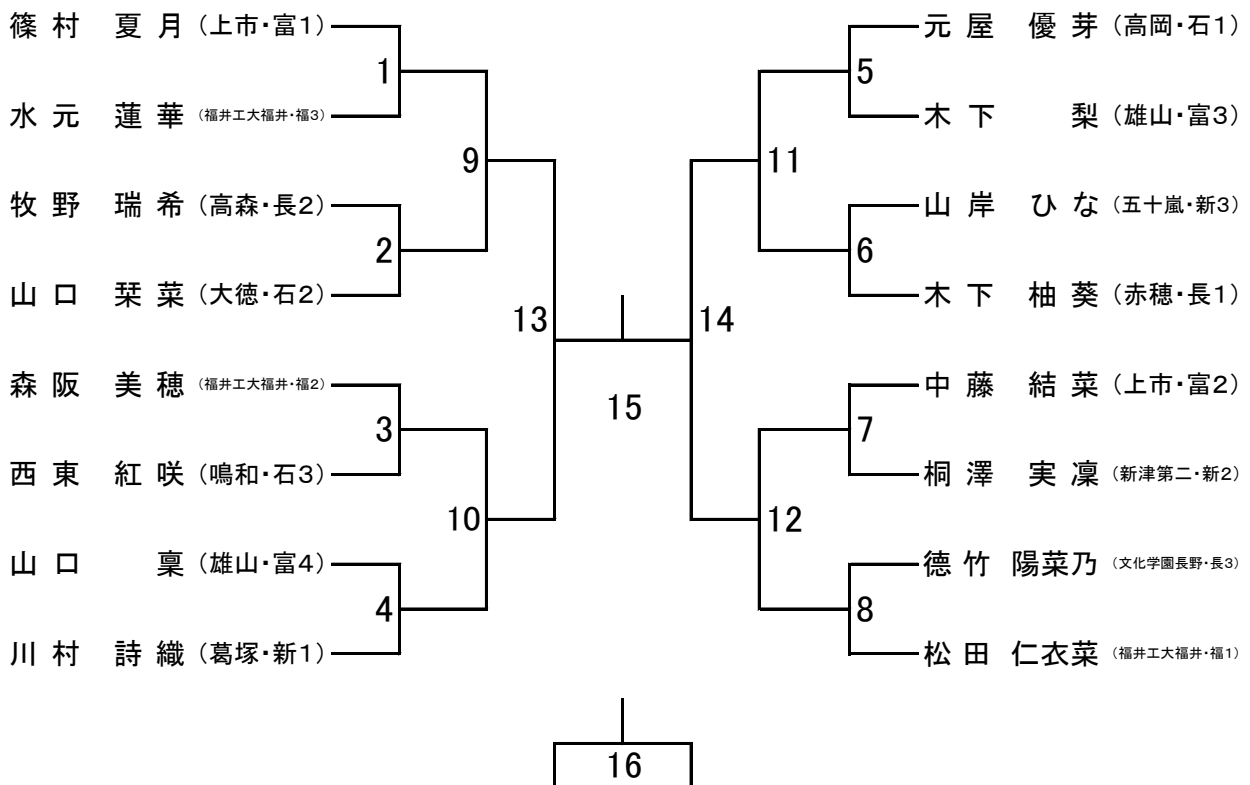 篠村 夏月 (上市・富1)
1
水元 蓮華 (福井工大福井・福3)
9
牧野 瑞希 (高森・長2)
2
山口 栞菜 (大徳・石2)
13
森阪 美穂 (福井工大福井・福2)
3
西東 紅咲 (鳴和・石3)
10
山口 稟 (雄山・富4)
4
川村 詩織 (葛塚・新1)
15
元屋 優芽 (高岡・石1)
5
木下 梨 (雄山・富3)
11
山岸 ひな (五十嵐・新3)
6
木下 柚葵 (赤穂・長1)
14
中藤 結菜 (上市・富2)
7
桐澤 実凜 (新津第二・新2)
12
德竹 陽菜乃 (文化学園長野・長3)
8
松田 仁衣菜 (福井工大福井・福1)
16